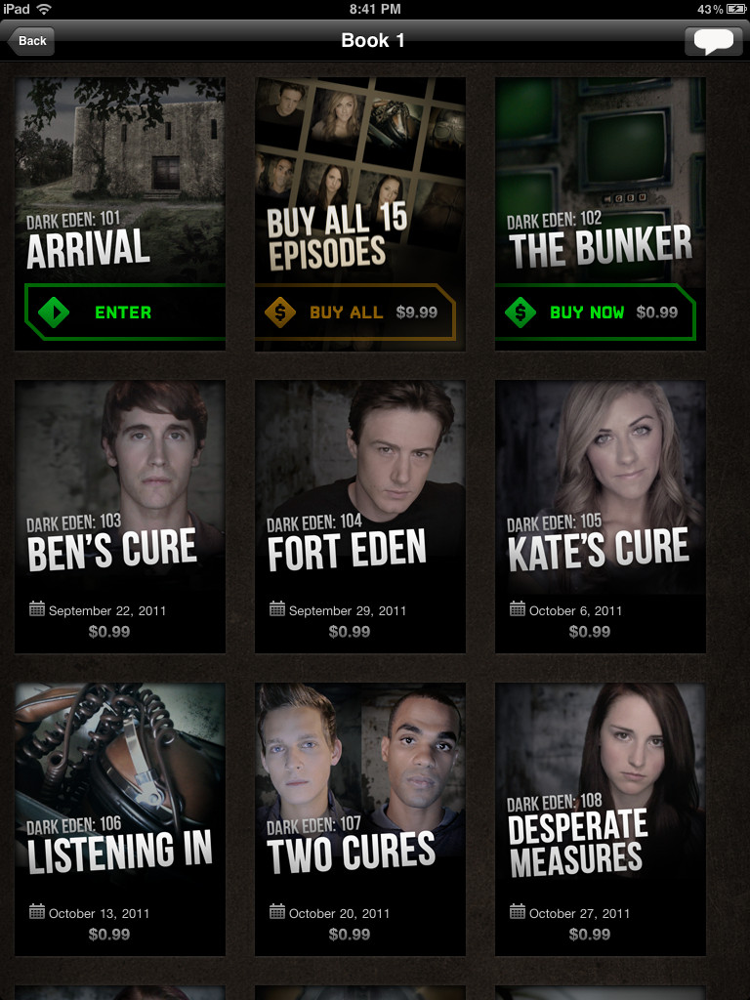 iPad 8:41 PM 43%
Back Book 1
DARK EDEN: 101
ARRIVAL
ENTER
BUY ALL 15
EPISODES
$ BUY ALL $9.99
DARK EDEN: 102
THE BUNKER
$ BUY NOW $0.99
DARK EDEN: 103
BEN'S CURE
September 22, 2011
$0.99
DARK EDEN: 104
FORT EDEN
September 29, 2011
$0.99
DARK EDEN: 105
KATE'S CURE
October 6, 2011
$0.99
DARK EDEN: 106
LISTENING IN
October 13, 2011
$0.99
DARK EDEN: 107
TWO CURES
October 20, 2011
$0.99
DARK EDEN: 108
DESPERATE
MEASURES
October 27, 2011
$0.99